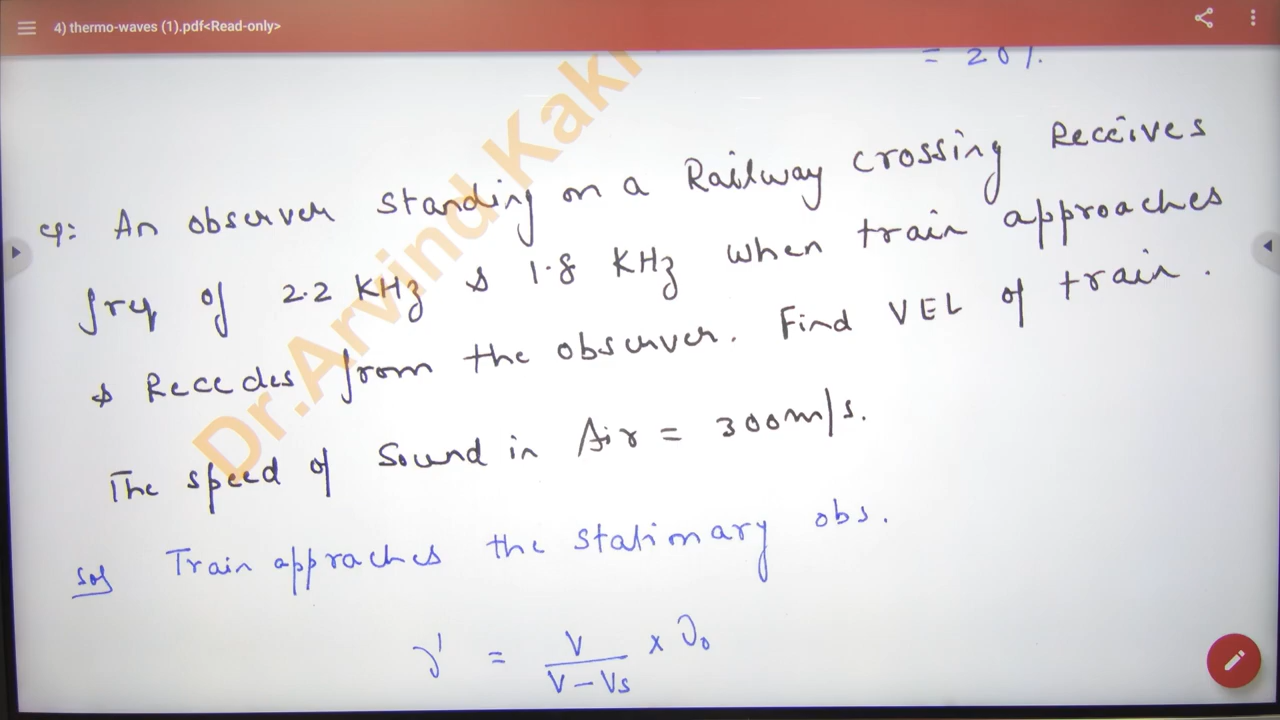 4) thermo-waves (1).pdf<Read-only>
= 20%.
Q: An observer standing on a Railway crossing Receives
freq of 2.2 KHz & 1.8 KHz when train approaches
& Recedes from the observer. Find VEL of train.
The speed of Sound in Air = 300m/s.
Sol Train appraches the stationary obs.
ν' = V / (V - Vs) x ν₀
Dr.Arvind Kak